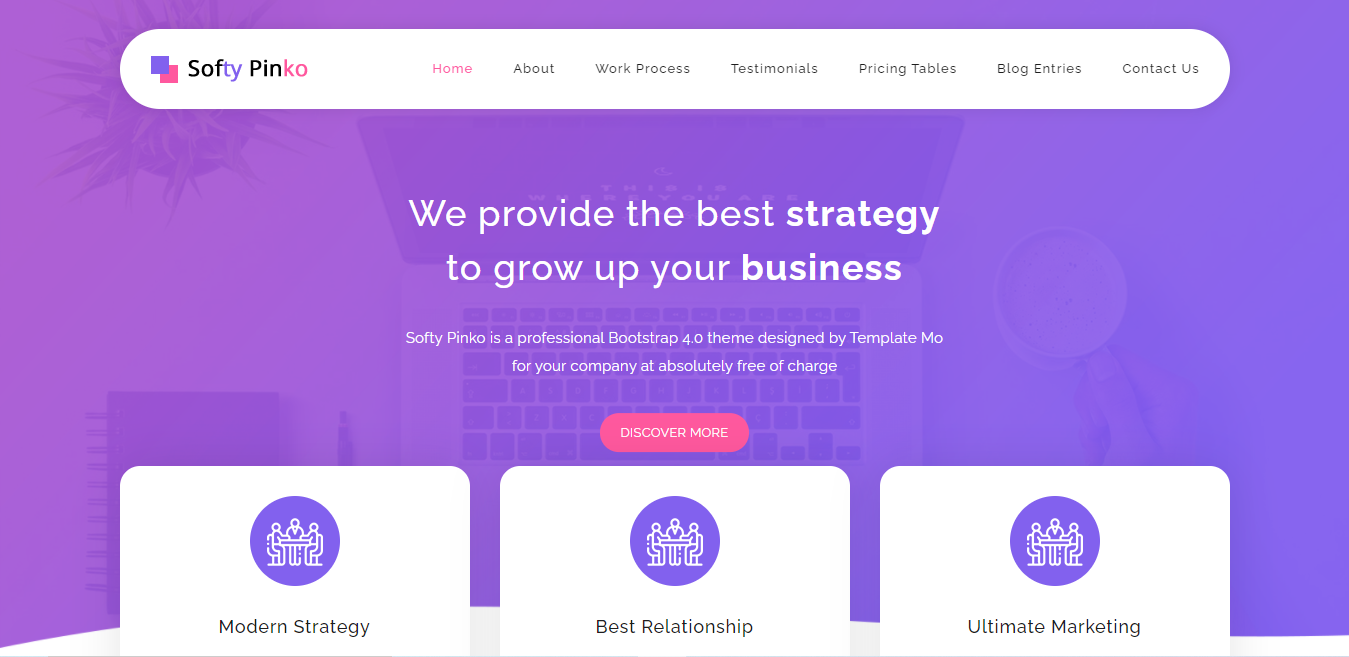 Softy Pinko
Home
About
Work Process
Testimonials
Pricing Tables
Blog Entries
Contact Us
We provide the best strategy
to grow up your business
Softy Pinko is a professional Bootstrap 4.0 theme designed by Template Mo
for your company at absolutely free of charge
DISCOVER MORE
Modern Strategy
Best Relationship
Ultimate Marketing